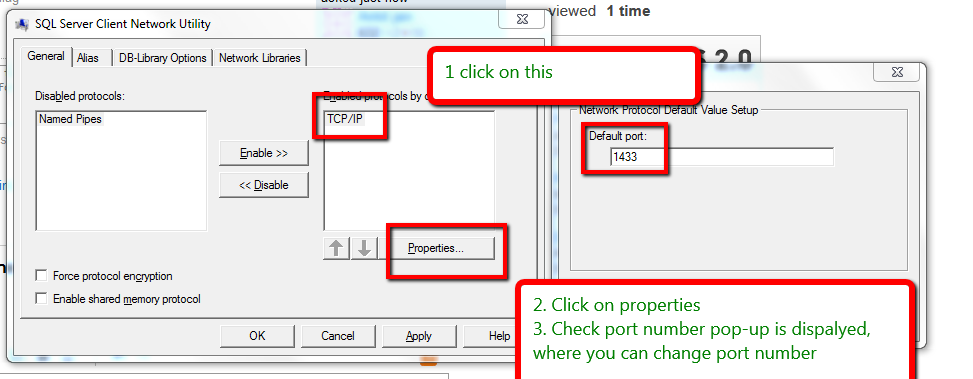 asked just now
viewed 1 time
SQL Server Client Network Utility
General
Alias
DB-Library Options
Network Libraries
1 click on this
2.0
Disabled protocols:
Enabled protocols by
Named Pipes
TCP/IP
Enable >>
<< Disable
Properties...
Force protocol encryption
Enable shared memory protocol
OK
Cancel
Apply
Help
Network Protocol Default Value Setup
Default port:
1433
2. Click on properties
3. Check port number pop-up is dispalyed,
where you can change port number